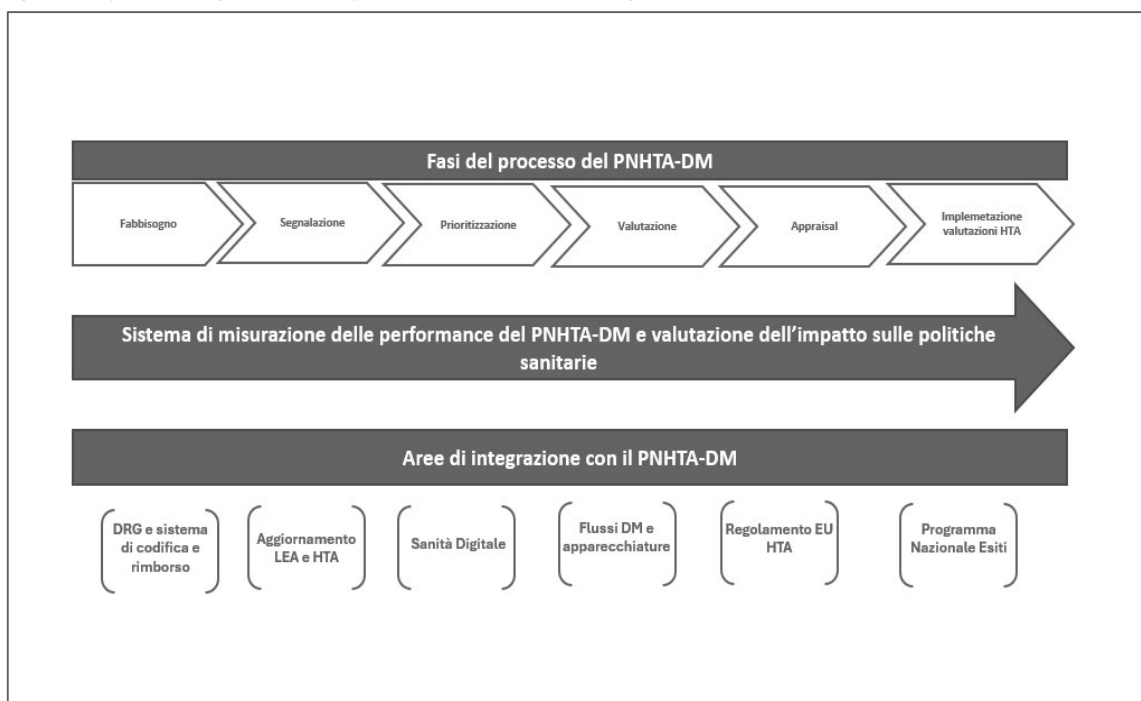 Fasi del processo del PNHTA-DM
Fabbisogno
Segnalazione
Prioritizzazione
Valutazione
Appraisal
Implemetazione
valutazioni HTA
Sistema di misurazione delle performance del PNHTA-DM e valutazione dell'impatto sulle politiche
sanitarie
Aree di integrazione con il PNHTA-DM
DRG e sistema
di codifica e
rimborso
Aggiornamento
LEA e HTA
Sanità Digitale
Flussi DM e
apparecchiature
Regolamento EU
HTA
Programma
Nazionale Esiti